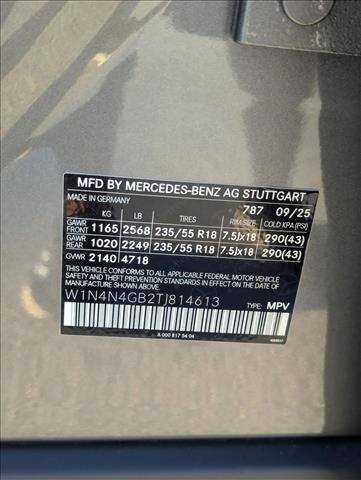 MFD BY MERCEDES-BENZ AG STUTTGART
MADE IN GERMANY 787 09/25
KG LB TIRES RIM SIZE COLD KPA (PSI)
GAWR FRONT 1165 2568 235/55 R18 7.5Jx18 290(43)
GAWR REAR 1020 2249 235/55 R18 7.5Jx18 290(43)
GVWR 2140 4718
THIS VEHICLE CONFORMS TO ALL APPLICABLE FEDERAL MOTOR VEHICLE
SAFETY, BUMPER, AND THEFT PREVENTION STANDARDS IN
EFFECT ON THE DATE OF MANUFACTURE SHOWN ABOVE.
W1N4N4GB2TJ814613 TYPE: MPV
A 000 817 54 04